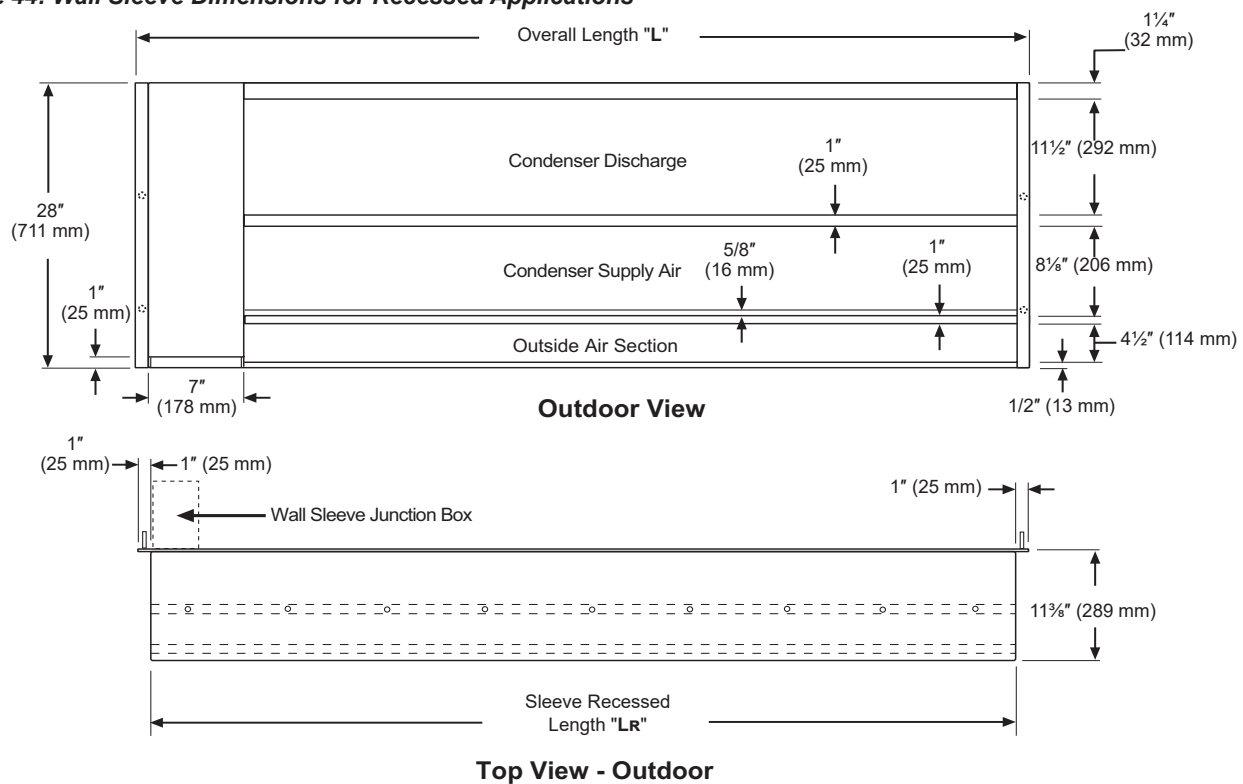 44: Wall Sleeve Dimensions for Recessed Applications
Overall Length "L"
1¼"
(32 mm)
Condenser Discharge
1"
(25 mm)
11½" (292 mm)
28"
(711 mm)
Condenser Supply Air
5/8"
(16 mm)
1"
(25 mm)
8⅛" (206 mm)
1"
(25 mm)
Outside Air Section
4½" (114 mm)
7"
(178 mm)
Outdoor View
1/2" (13 mm)
1"
(25 mm)
1" (25 mm)
1" (25 mm)
Wall Sleeve Junction Box
11⅜" (289 mm)
Sleeve Recessed
Length "LR"
Top View - Outdoor